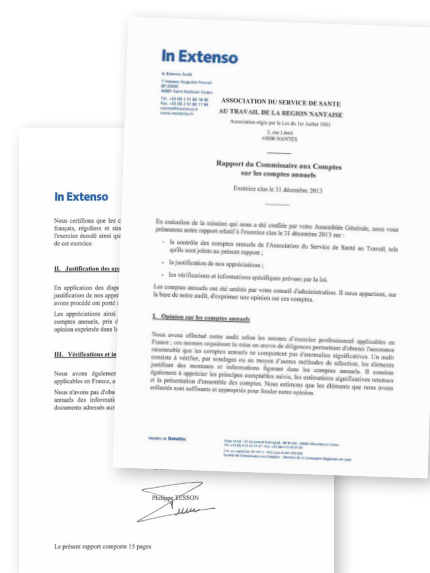 In Extenso
In Extenso Audit
ASSOCIATION DU SERVICE DE SANTE
AU TRAVAIL DE LA REGION NANTAISE
Association régie par la Loi du 1er Juillet 1901
2, rue Linné
44000 NANTES
Rapport du Commissaire aux Comptes
sur les comptes annuels
Exercice clos le 31 décembre 2013
En exécution de la mission qui nous a été confiée par votre Assemblée Générale, nous vous
présentons notre rapport relatif à l'exercice clos le 31 décembre 2013 sur :
- le contrôle des comptes annuels de l'Association du Service de Santé au Travail, tels
qu'ils sont joints au présent rapport ;
- la justification de nos appréciations ;
- les vérifications et informations spécifiques prévues par la loi.
Les comptes annuels ont été arrêtés par votre conseil d'administration. Il nous appartient, sur
la base de notre audit, d'exprimer une opinion sur ces comptes.
I. Opinion sur les comptes annuels
Nous avons effectué notre audit selon les normes d'exercice professionnel applicables en
France ; ces normes requièrent la mise en œuvre de diligences permettant d'obtenir l'assurance
raisonnable que les comptes annuels ne comportent pas d'anomalies significatives. Un audit
consiste à vérifier, par sondages ou au moyen d'autres méthodes de sélection, les éléments
justifiant des montants et informations figurant dans les comptes annuels. Il consiste
également à apprécier les principes comptables suivis, les estimations significatives retenues
et la présentation d'ensemble des comptes. Nous estimons que les éléments que nous avons
collectés sont suffisants et appropriés pour fonder notre opinion.
Membre de Deloitte
In Extenso
Nous certifions que les c
français, réguliers et sin
l'exercice écoulé ainsi que
de cet exercice.
II. Justification des app
En application des dispo
justification de nos appré
avons procédé ont porté
Les appréciations ainsi
comptes annuels, pris d
opinion exprimée dans la
III. Vérifications et in
Nous avons également
applicables en France, a
Nous n'avons pas d'obse
annuels des informati
documents adressés aux
Philippe TESSON
Le présent rapport comporte 15 pages